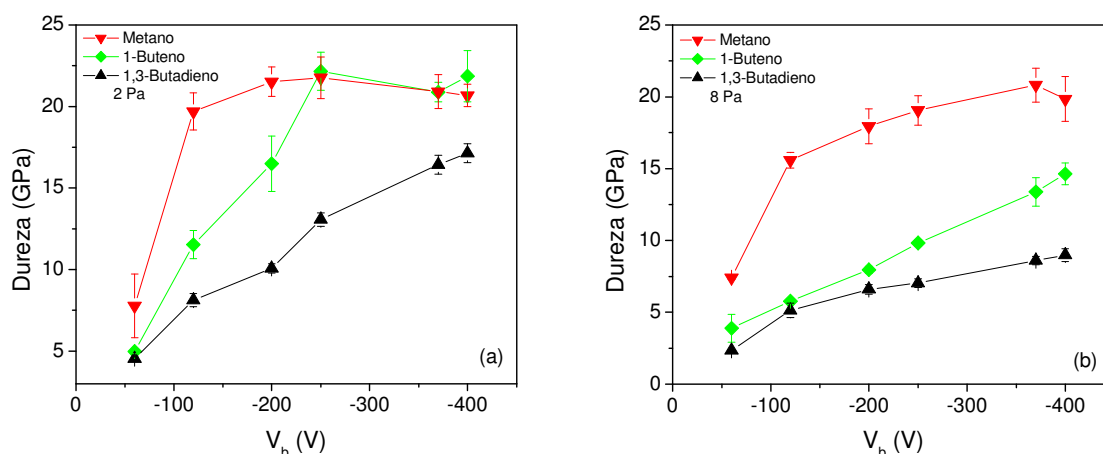 25
20
15
10
5
Dureza (GPa)
Metano
1-Buteno
1,3-Butadieno
2 Pa
(a)
0
-100
-200
-300
-400
V_b (V)
25
20
15
10
5
0
Dureza (GPa)
Metano
1-Buteno
1,3-Butadieno
8 Pa
(b)
0
-100
-200
-300
-400
V_b (V)